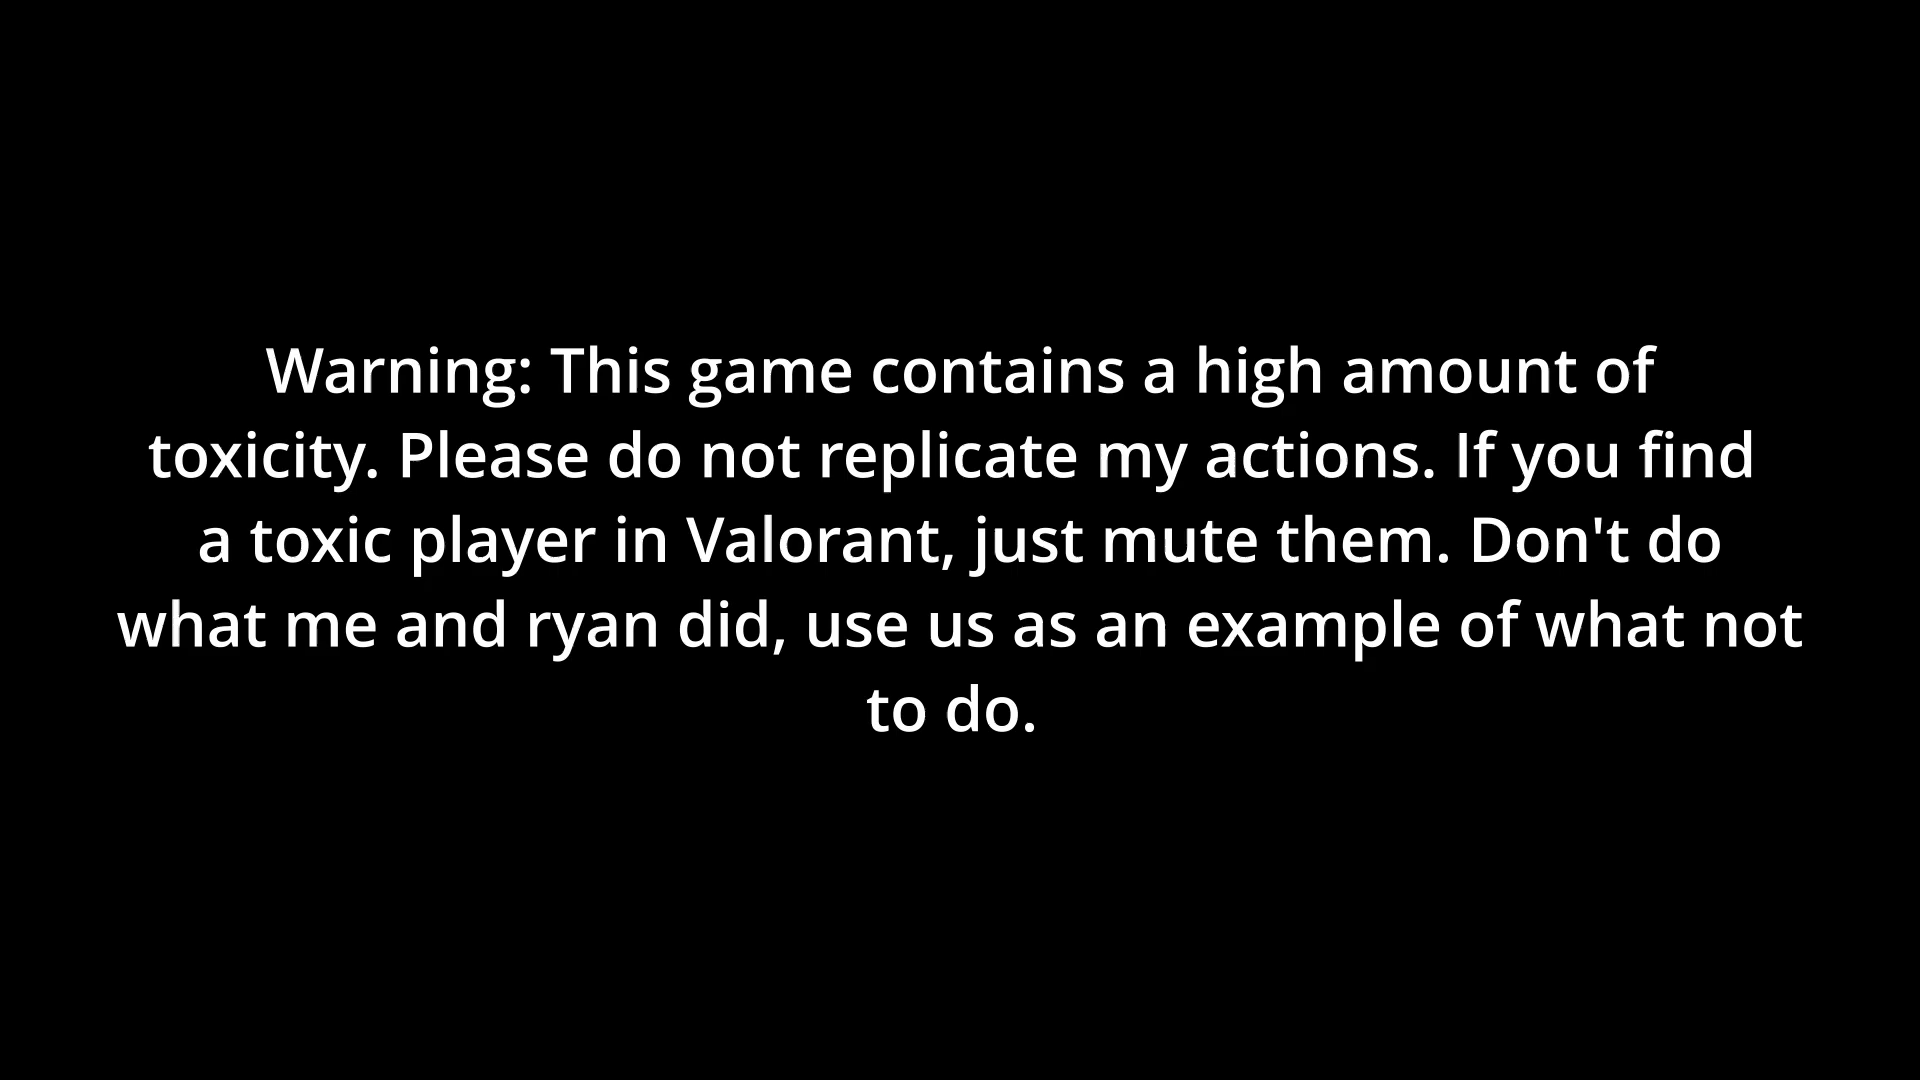 Warning: This game contains a high amount of
toxicity. Please do not replicate my actions. If you find
a toxic player in Valorant, just mute them. Don't do
what me and ryan did, use us as an example of what not
to do.